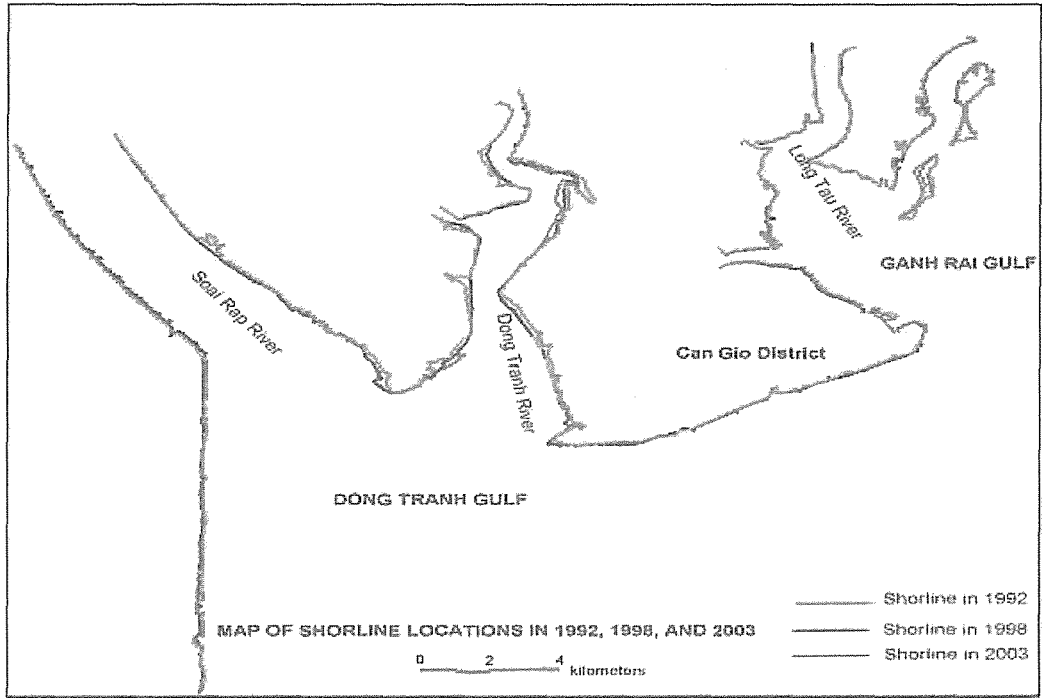 Long Tau River
GANH RAI GULF
Soai Rap River
Dong Tranh River
Can Gio District
DONG TRANH GULF
MAP OF SHORLINE LOCATIONS IN 1992, 1998, AND 2003
0 2 4
kilometers
Shorline in 1992
Shorline in 1998
Shorline in 2003